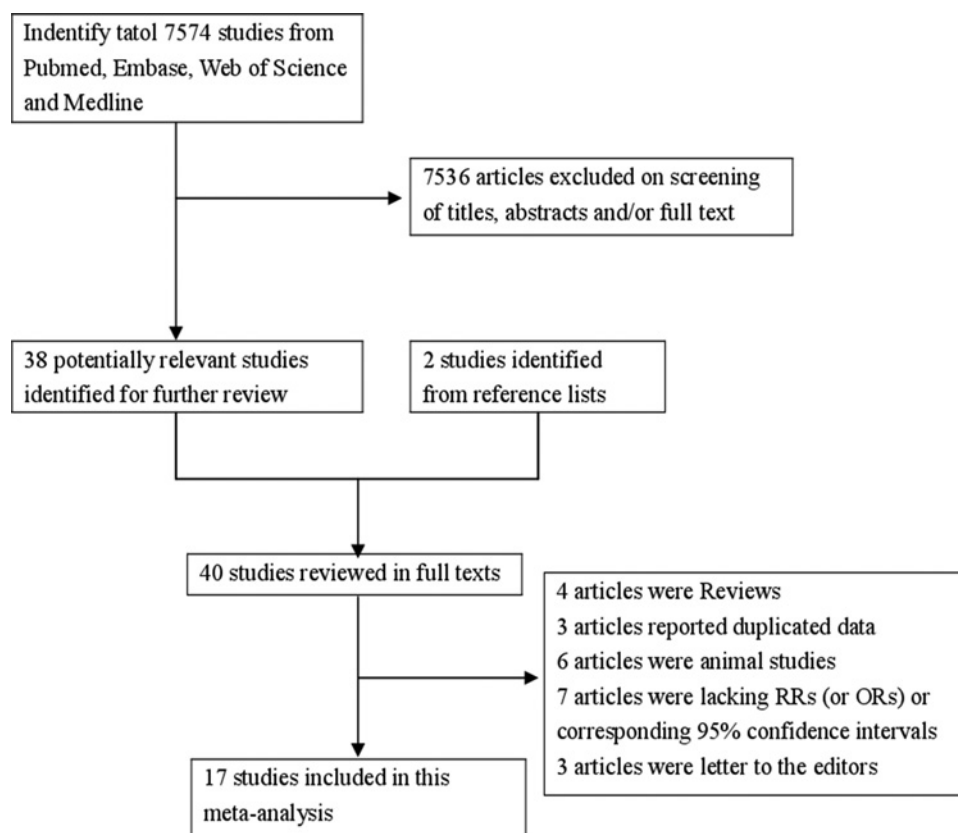 Indentify tatol 7574 studies from
Pubmed, Embase, Web of Science
and Medline
7536 articles excluded on screening
of titles, abstracts and/or full text
38 potentially relevant studies
identified for further review
2 studies identified
from reference lists
40 studies reviewed in full texts
4 articles were Reviews
3 articles reported duplicated data
6 articles were animal studies
7 articles were lacking RRs (or ORs) or
corresponding 95% confidence intervals
3 articles were letter to the editors
17 studies included in this
meta-analysis